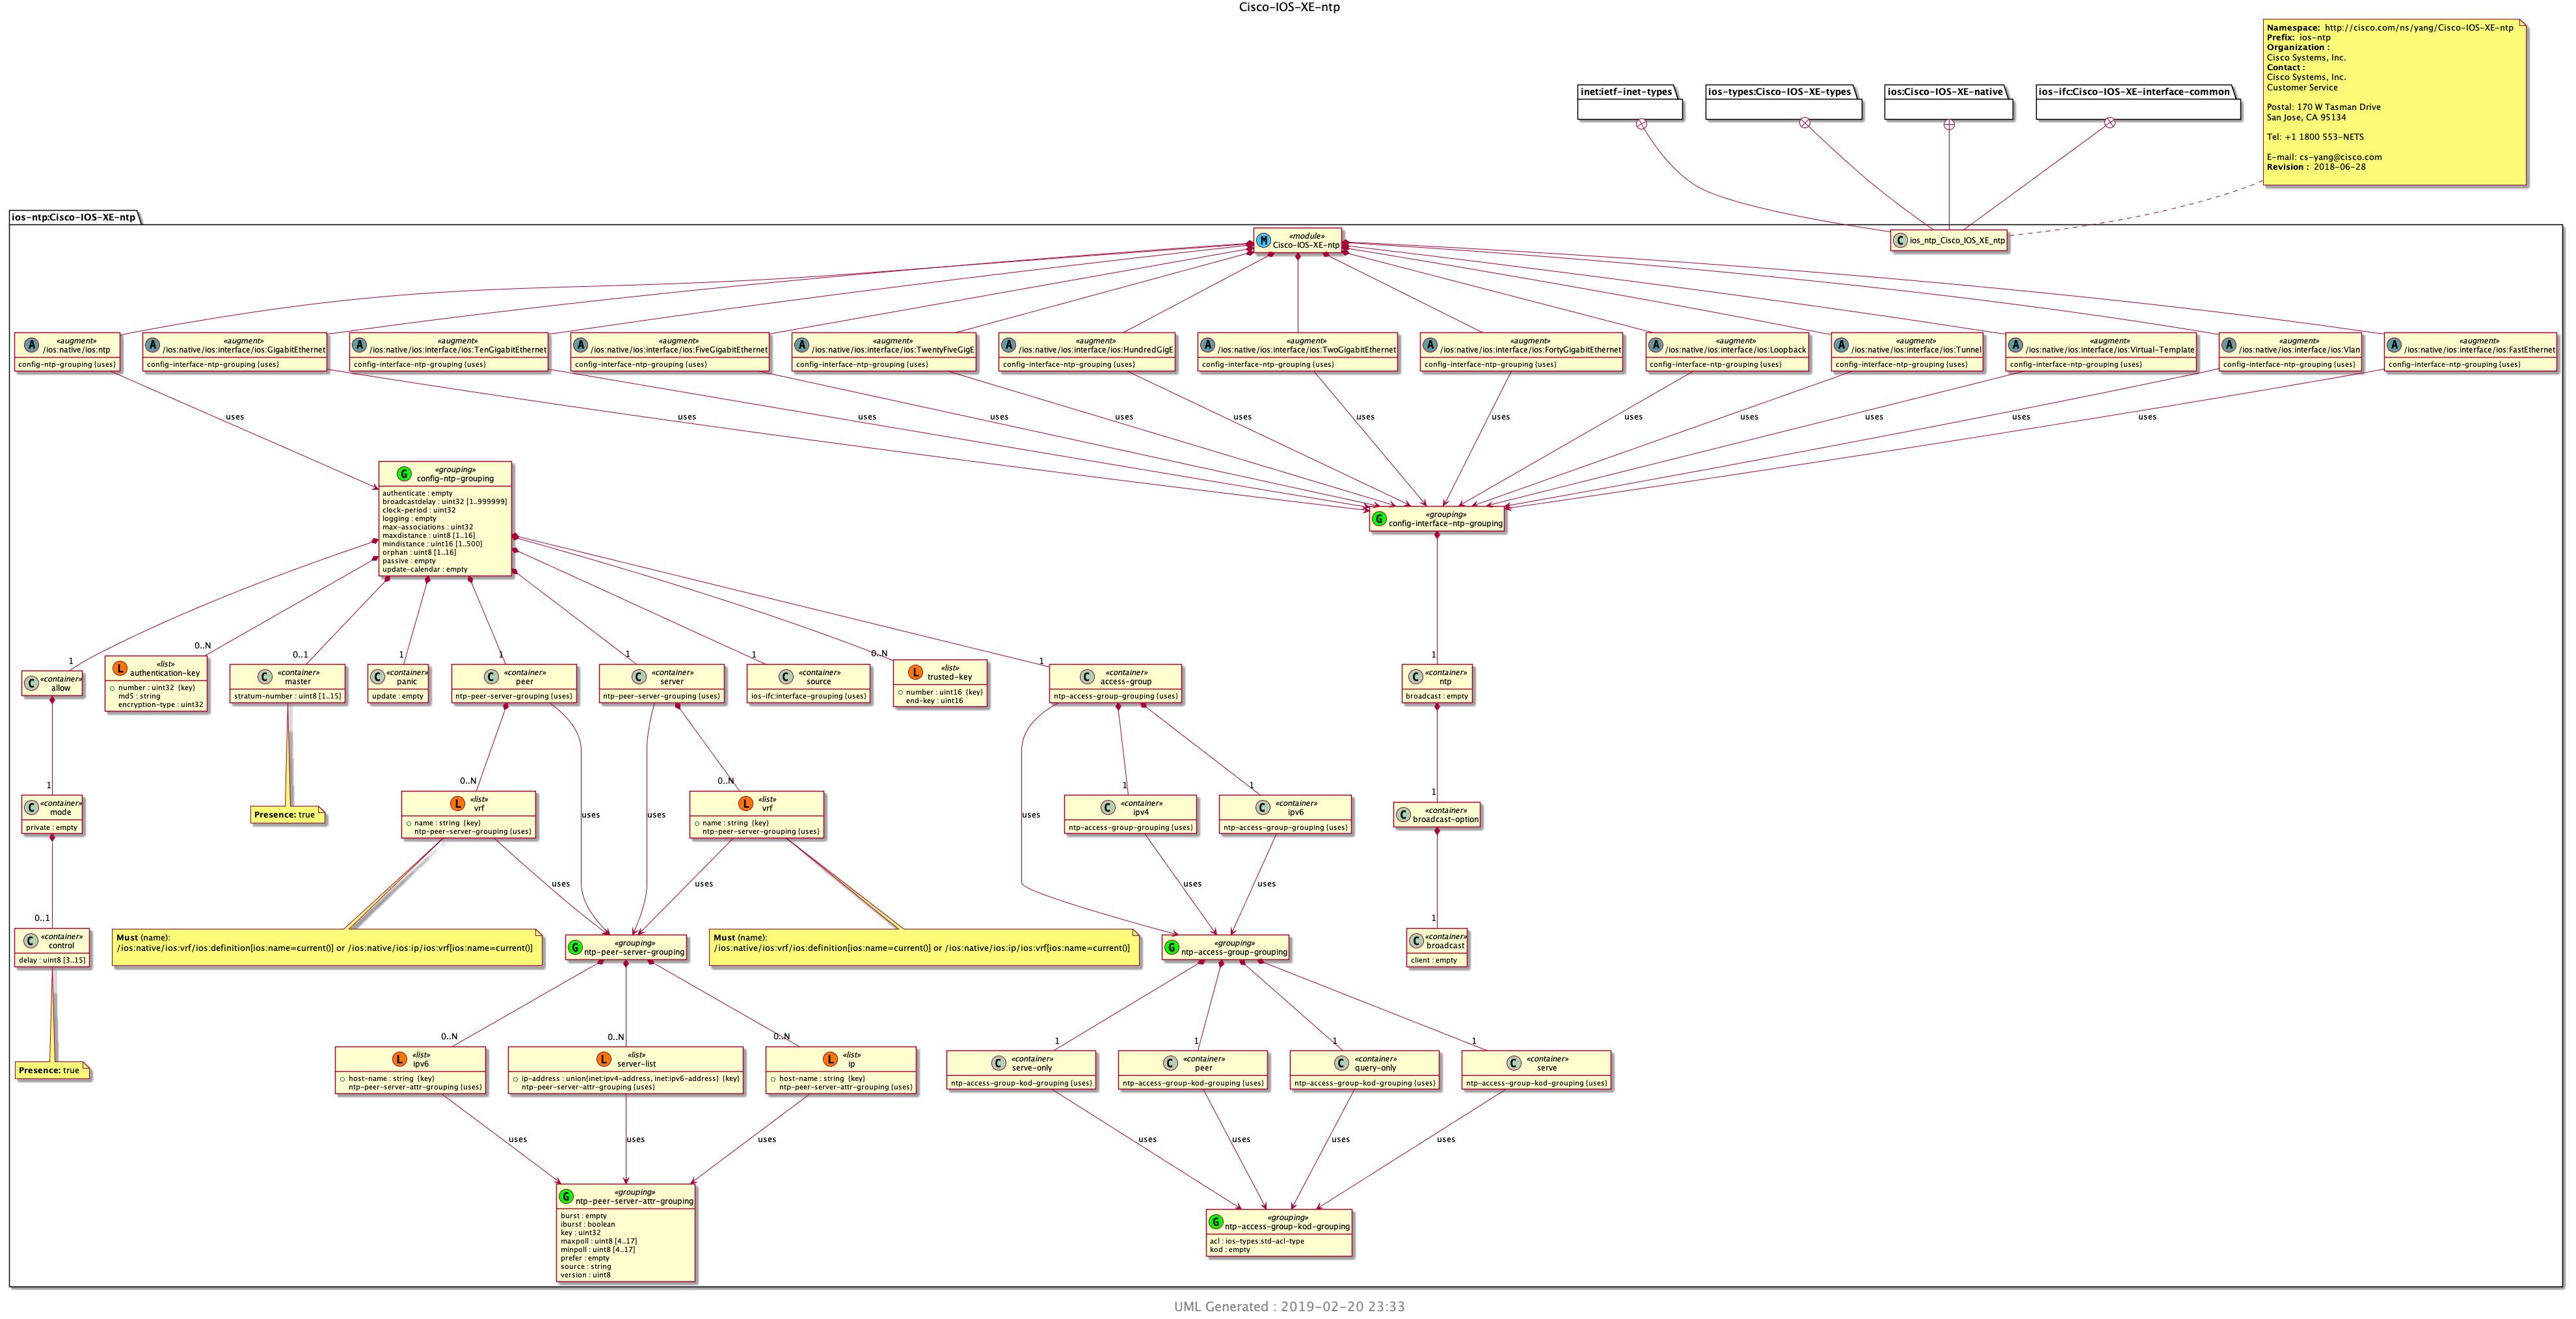 Cisco-IOS-XE-ntp
Namespace: http://cisco.com/ns/yang/Cisco-IOS-XE-ntp
Prefix: ios-ntp
Organization :
Cisco Systems, Inc.
Contact :
Cisco Systems, Inc.
Customer Service
Postal: 170 W Tasman Drive
San Jose, CA 95134
Tel: +1 1800 553-NETS
E-mail: cs-yang@cisco.com
Revision : 2018-06-28
inet:ietf-inet-types
ios-types:Cisco-IOS-XE-types
ios:Cisco-IOS-XE-native
ios-ifc:Cisco-IOS-XE-interface-common
ios-ntp:Cisco-IOS-XE-ntp
M
«module»
Cisco-IOS-XE-ntp
C
ios_ntp_Cisco_IOS_XE_ntp
A
«augment»
/ios:native/ios:ntp
config-ntp-grouping {uses}
A
«augment»
/ios:native/ios:interface/ios:GigabitEthernet
config-interface-ntp-grouping {uses}
A
«augment»
/ios:native/ios:interface/ios:TenGigabitEthernet
config-interface-ntp-grouping {uses}
A
«augment»
/ios:native/ios:interface/ios:FiveGigabitEthernet
config-interface-ntp-grouping {uses}
A
«augment»
/ios:native/ios:interface/ios:TwentyFiveGigE
config-interface-ntp-grouping {uses}
A
«augment»
/ios:native/ios:interface/ios:HundredGigE
config-interface-ntp-grouping {uses}
A
«augment»
/ios:native/ios:interface/ios:TwoGigabitEthernet
config-interface-ntp-grouping {uses}
A
«augment»
/ios:native/ios:interface/ios:FortyGigabitEthernet
config-interface-ntp-grouping {uses}
A
«augment»
/ios:native/ios:interface/ios:Loopback
config-interface-ntp-grouping {uses}
A
«augment»
/ios:native/ios:interface/ios:Tunnel
config-interface-ntp-grouping {uses}
A
«augment»
/ios:native/ios:interface/ios:Virtual-Template
config-interface-ntp-grouping {uses}
A
«augment»
/ios:native/ios:interface/ios:Vlan
config-interface-ntp-grouping {uses}
A
«augment»
/ios:native/ios:interface/ios:FastEthernet
config-interface-ntp-grouping {uses}
uses
uses
uses
uses
uses
uses
uses
uses
uses
uses
uses
uses
uses
G
«grouping»
config-ntp-grouping
authenticate : empty
broadcastdelay : uint32 [1..999999]
clock-period : uint32
logging : empty
max-associations : uint32
maxdistance : uint8 [1..16]
mindistance : uint16 [1..500]
orphan : uint8 [1..16]
passive : empty
update-calendar : empty
G
«grouping»
config-interface-ntp-grouping
1
0..N
0..1
1
1
1
1
0..N
1
1
C
«container»
allow
L
«list»
authentication-key
number : uint32 {key}
md5 : string
encryption-type : uint32
C
«container»
master
stratum-number : uint8 [1..15]
C
«container»
panic
update : empty
C
«container»
peer
ntp-peer-server-grouping {uses}
C
«container»
server
ntp-peer-server-grouping {uses}
C
«container»
source
ios-ifc:interface-grouping {uses}
L
«list»
trusted-key
number : uint16 {key}
end-key : uint16
C
«container»
access-group
ntp-access-group-grouping {uses}
C
«container»
ntp
broadcast : empty
1
0..N
0..N
1
1
1
C
«container»
mode
private : empty
Presence: true
L
«list»
vrf
name : string {key}
ntp-peer-server-grouping {uses}
uses
uses
L
«list»
vrf
name : string {key}
ntp-peer-server-grouping {uses}
uses
C
«container»
ipv4
ntp-access-group-grouping {uses}
C
«container»
ipv6
ntp-access-group-grouping {uses}
C
«container»
broadcast-option
uses
uses
uses
uses
0..1
1
C
«container»
control
delay : uint8 [3..15]
Must (name):
/ios:native/ios:vrf/ios:definition[ios:name=current()] or /ios:native/ios:ip/ios:vrf[ios:name=current()]
G
«grouping»
ntp-peer-server-grouping
Must (name):
/ios:native/ios:vrf/ios:definition[ios:name=current()] or /ios:native/ios:ip/ios:vrf[ios:name=current()]
G
«grouping»
ntp-access-group-grouping
C
«container»
broadcast
client : empty
0..N
0..N
0..N
1
1
1
1
Presence: true
L
«list»
ipv6
host-name : string {key}
ntp-peer-server-attr-grouping {uses}
L
«list»
server-list
ip-address : union{inet:ipv4-address, inet:ipv6-address} {key}
ntp-peer-server-attr-grouping {uses}
L
«list»
ip
host-name : string {key}
ntp-peer-server-attr-grouping {uses}
C
«container»
serve-only
ntp-access-group-kod-grouping {uses}
C
«container»
peer
ntp-access-group-kod-grouping {uses}
C
«container»
query-only
ntp-access-group-kod-grouping {uses}
C
«container»
serve
ntp-access-group-kod-grouping {uses}
uses
uses
uses
uses
uses
uses
uses
G
«grouping»
ntp-peer-server-attr-grouping
burst : empty
iburst : boolean
key : uint32
maxpoll : uint8 [4..17]
minpoll : uint8 [4..17]
prefer : empty
source : string
version : uint8
G
«grouping»
ntp-access-group-kod-grouping
acl : ios-types:std-acl-type
kod : empty
UML Generated : 2019-02-20 23:33